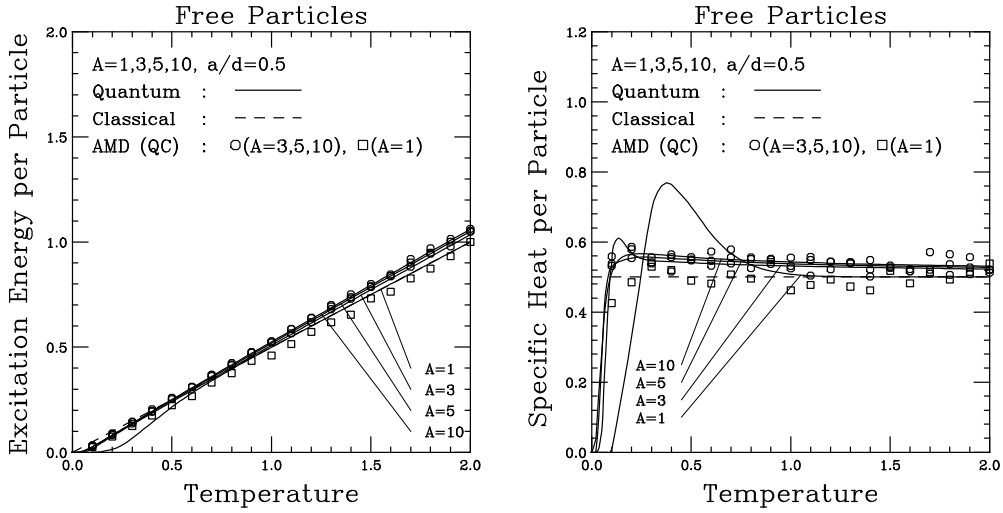 Free Particles
Excitation Energy per Particle
2.0
1.5
1.0
0.5
0.0
A=1,3,5,10, a/d=0.5
Quantum :
Classical :
AMD (QC) : (A=3,5,10), (A=1)
A=1
A=3
A=5
A=10
0.0 0.5 1.0 1.5 2.0
Temperature
Free Particles
Specific Heat per Particle
1.2
1.0
0.8
0.6
0.4
0.2
0.0
A=1,3,5,10, a/d=0.5
Quantum :
Classical :
AMD (QC) : (A=3,5,10), (A=1)
A=10
A=5
A=3
A=1
0.0 0.5 1.0 1.5 2.0
Temperature